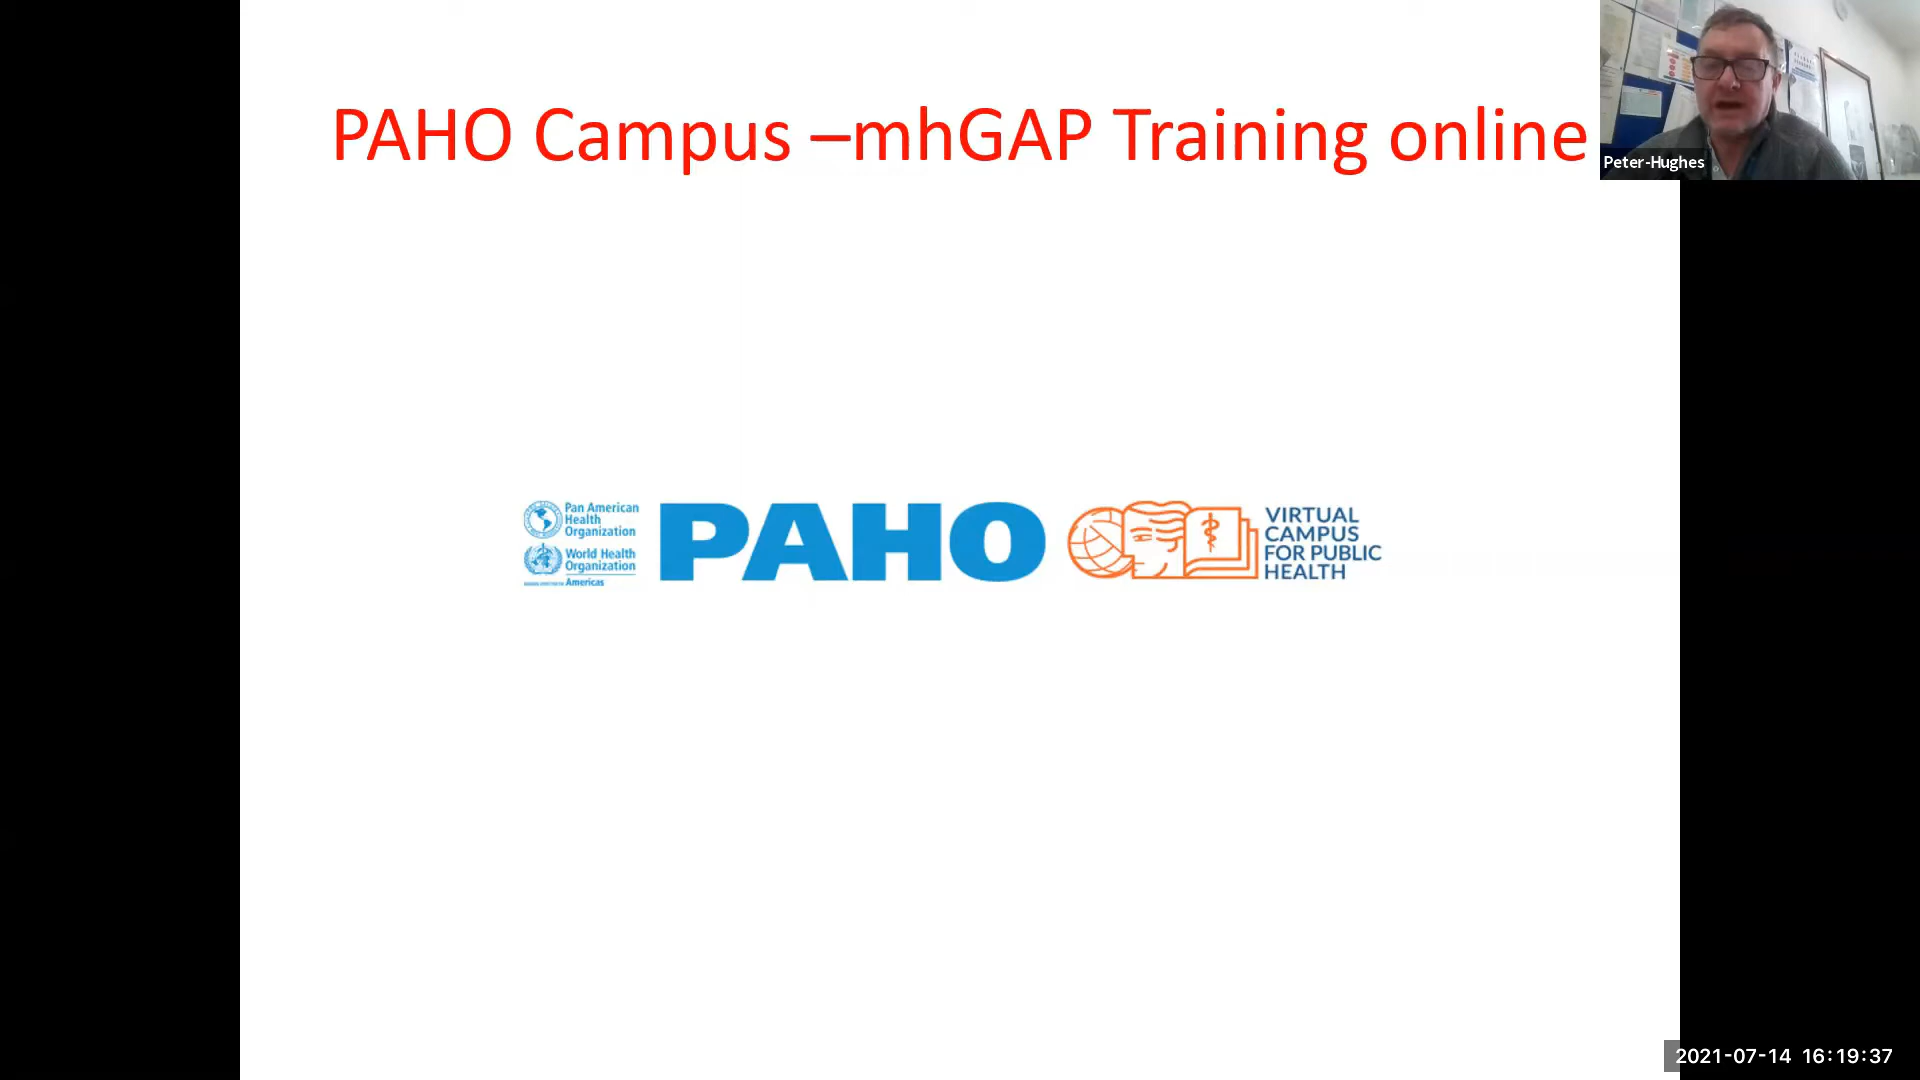 PAHO Campus –mhGAP Training online
Peter-Hughes
Pan American
Health
Organization
World Health
Organization
Americas
PAHO
VIRTUAL
CAMPUS
FOR PUBLIC
HEALTH
2021-07-14 16:19:37